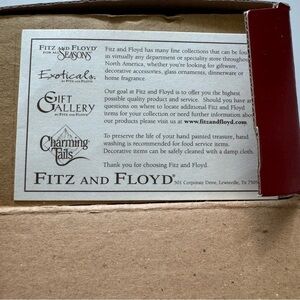 FITZ AND FLOYD
FOR ALL SEASONS
Exoticals
BY FITZ AND FLOYD
GIFT
GALLERY
BY FITZ AND FLOYD
Charming
Tails
Fitz and Floyd has many fine collections that can be
in virtually any department or specialty store throughout
North America, whether you're looking for giftware,
decorative accessories, glass ornaments, dinnerware or
home fragrance.
Our goal at Fitz and Floyd is to offer you the highest
possible quality product and service. Should you have
questions on where to locate additional Fitz and Floyd
items for your collection or need further information about
our products please visit us at www.fitzandfloyd.com.
To preserve the life of your hand painted treasure, hand
washing is recommended for food service items.
Decorative items can be safely cleaned with a damp cloth.
Thank you for choosing Fitz and Floyd.
FITZ AND FLOYD®
501 Corporate Drive, Lewisville, TX